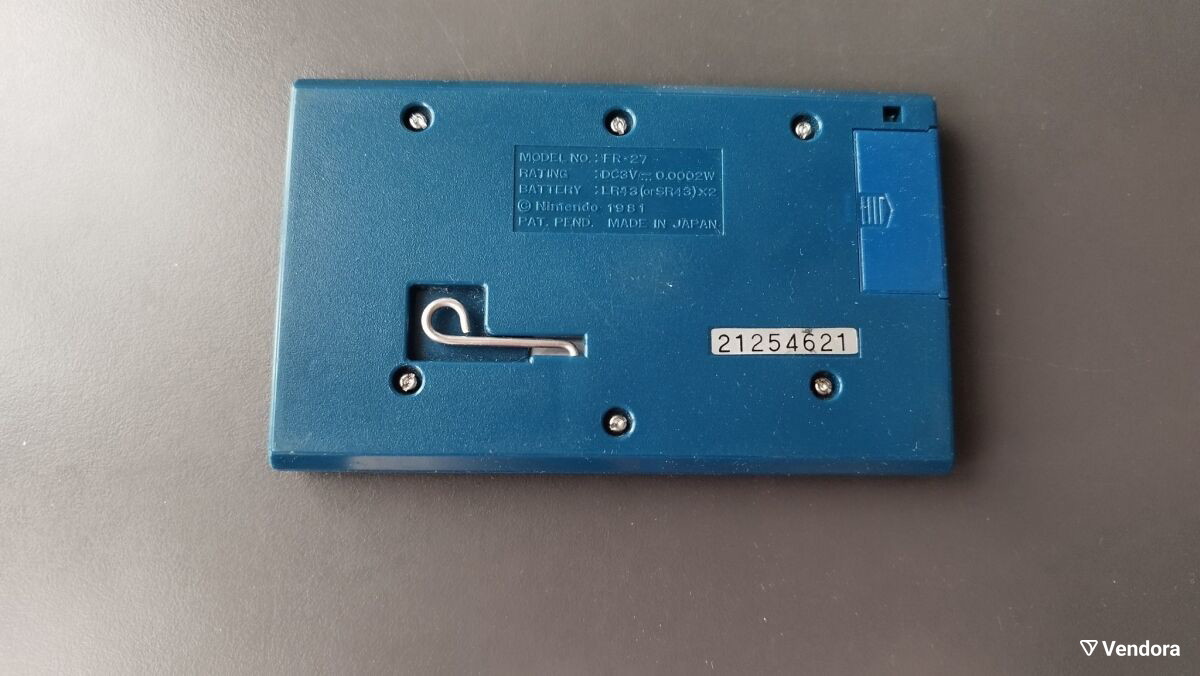 MODEL NO. : FR-27
RATING : DC3V⎓ 0.0002W
BATTERY : LR43 (or SR43) x2
© Nintendo 1981
PAT. PEND. MADE IN JAPAN
21254621
Vendora